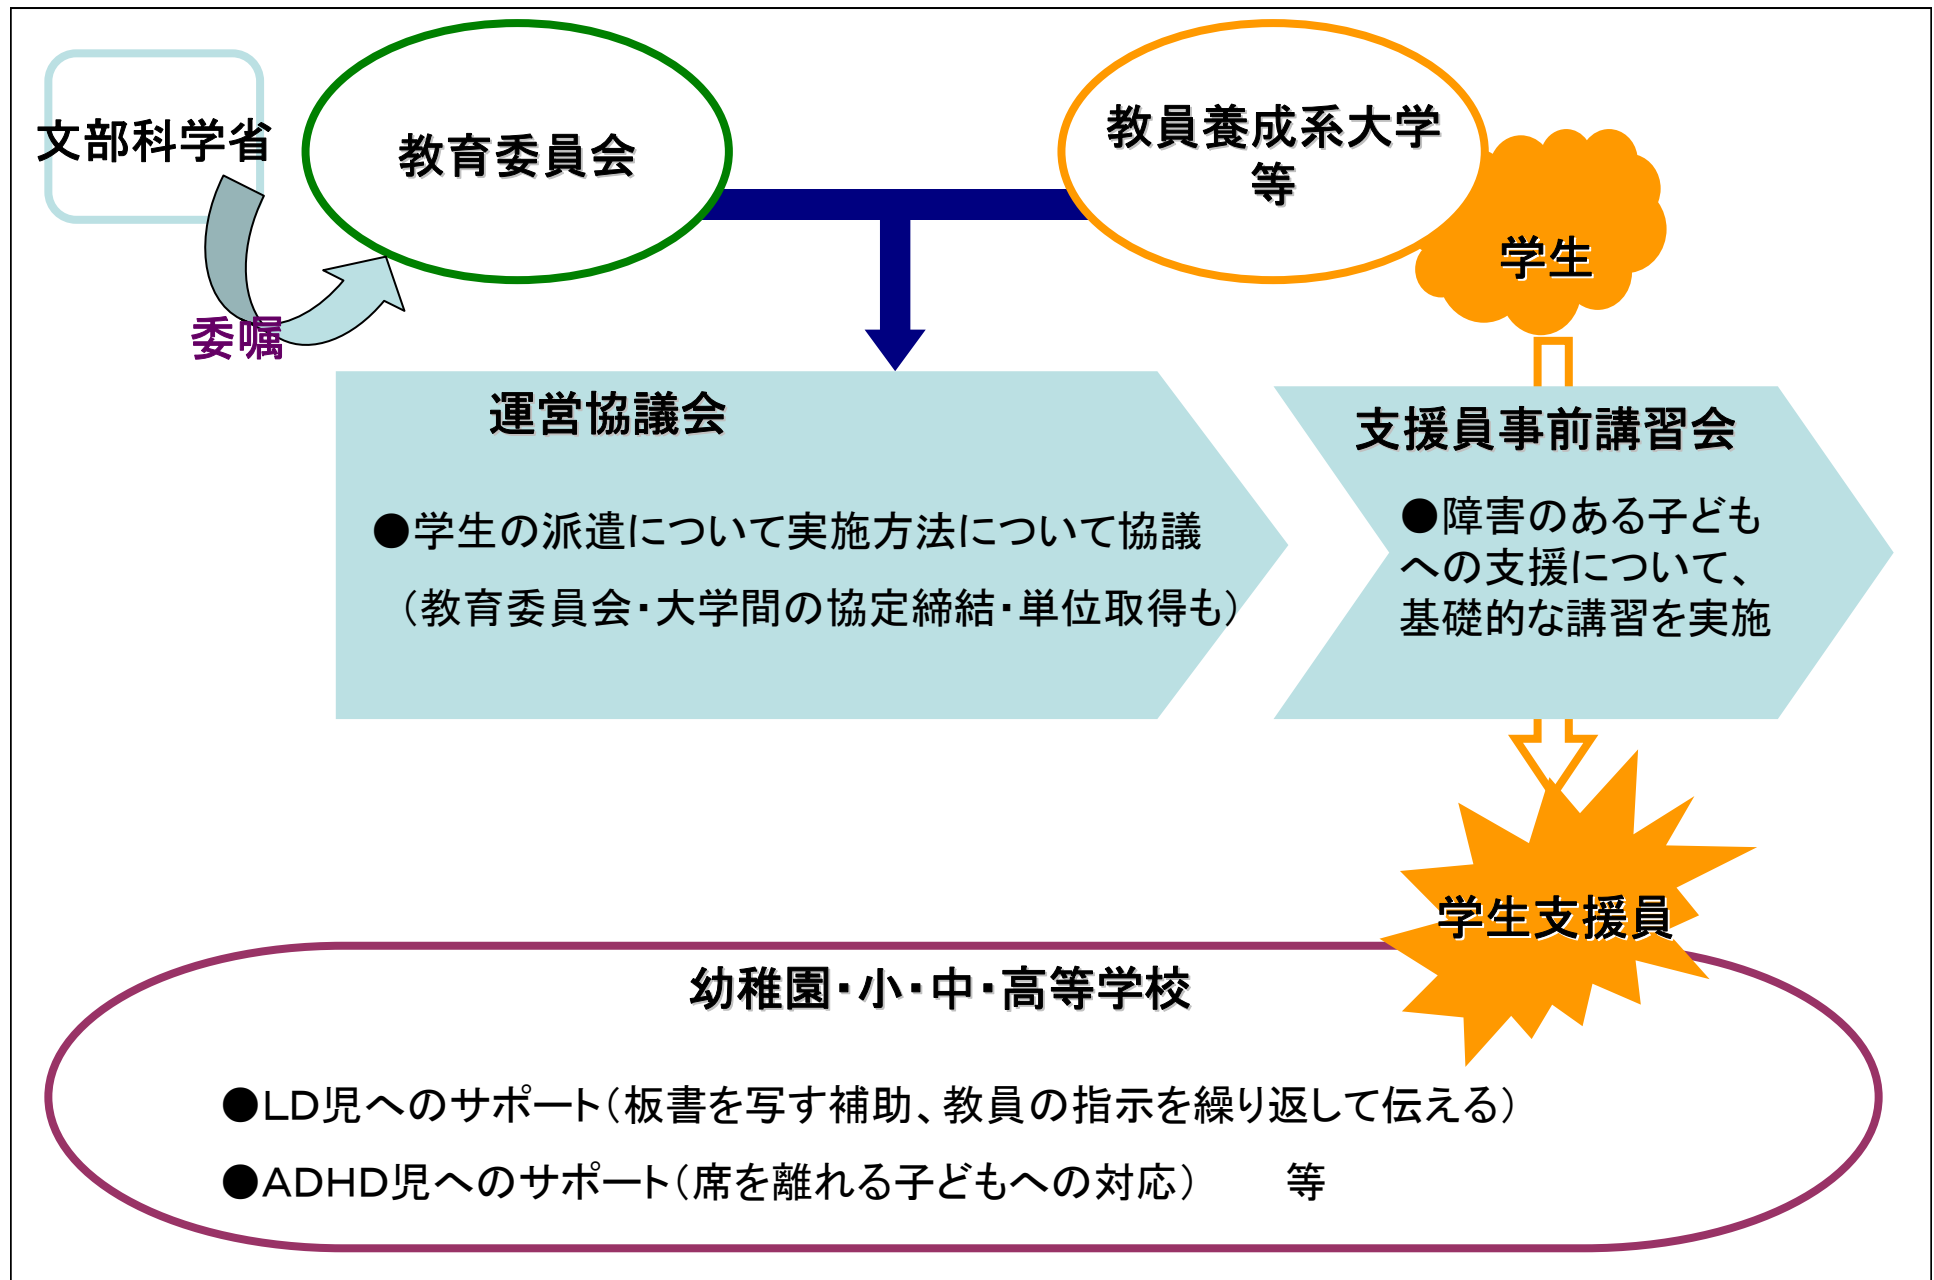 文部科学省
教育委員会
教員養成系大学
等
学生
委嘱
運営協議会
●学生の派遣について実施方法について協議
（教育委員会・大学間の協定締結・単位取得も）
支援員事前講習会
●障害のある子ども
への支援について、
基礎的な講習を実施
学生支援員
幼稚園・小・中・高等学校
●LD児へのサポート（板書を写す補助、教員の指示を繰り返して伝える）
●ADHD児へのサポート（席を離れる子どもへの対応）　　等